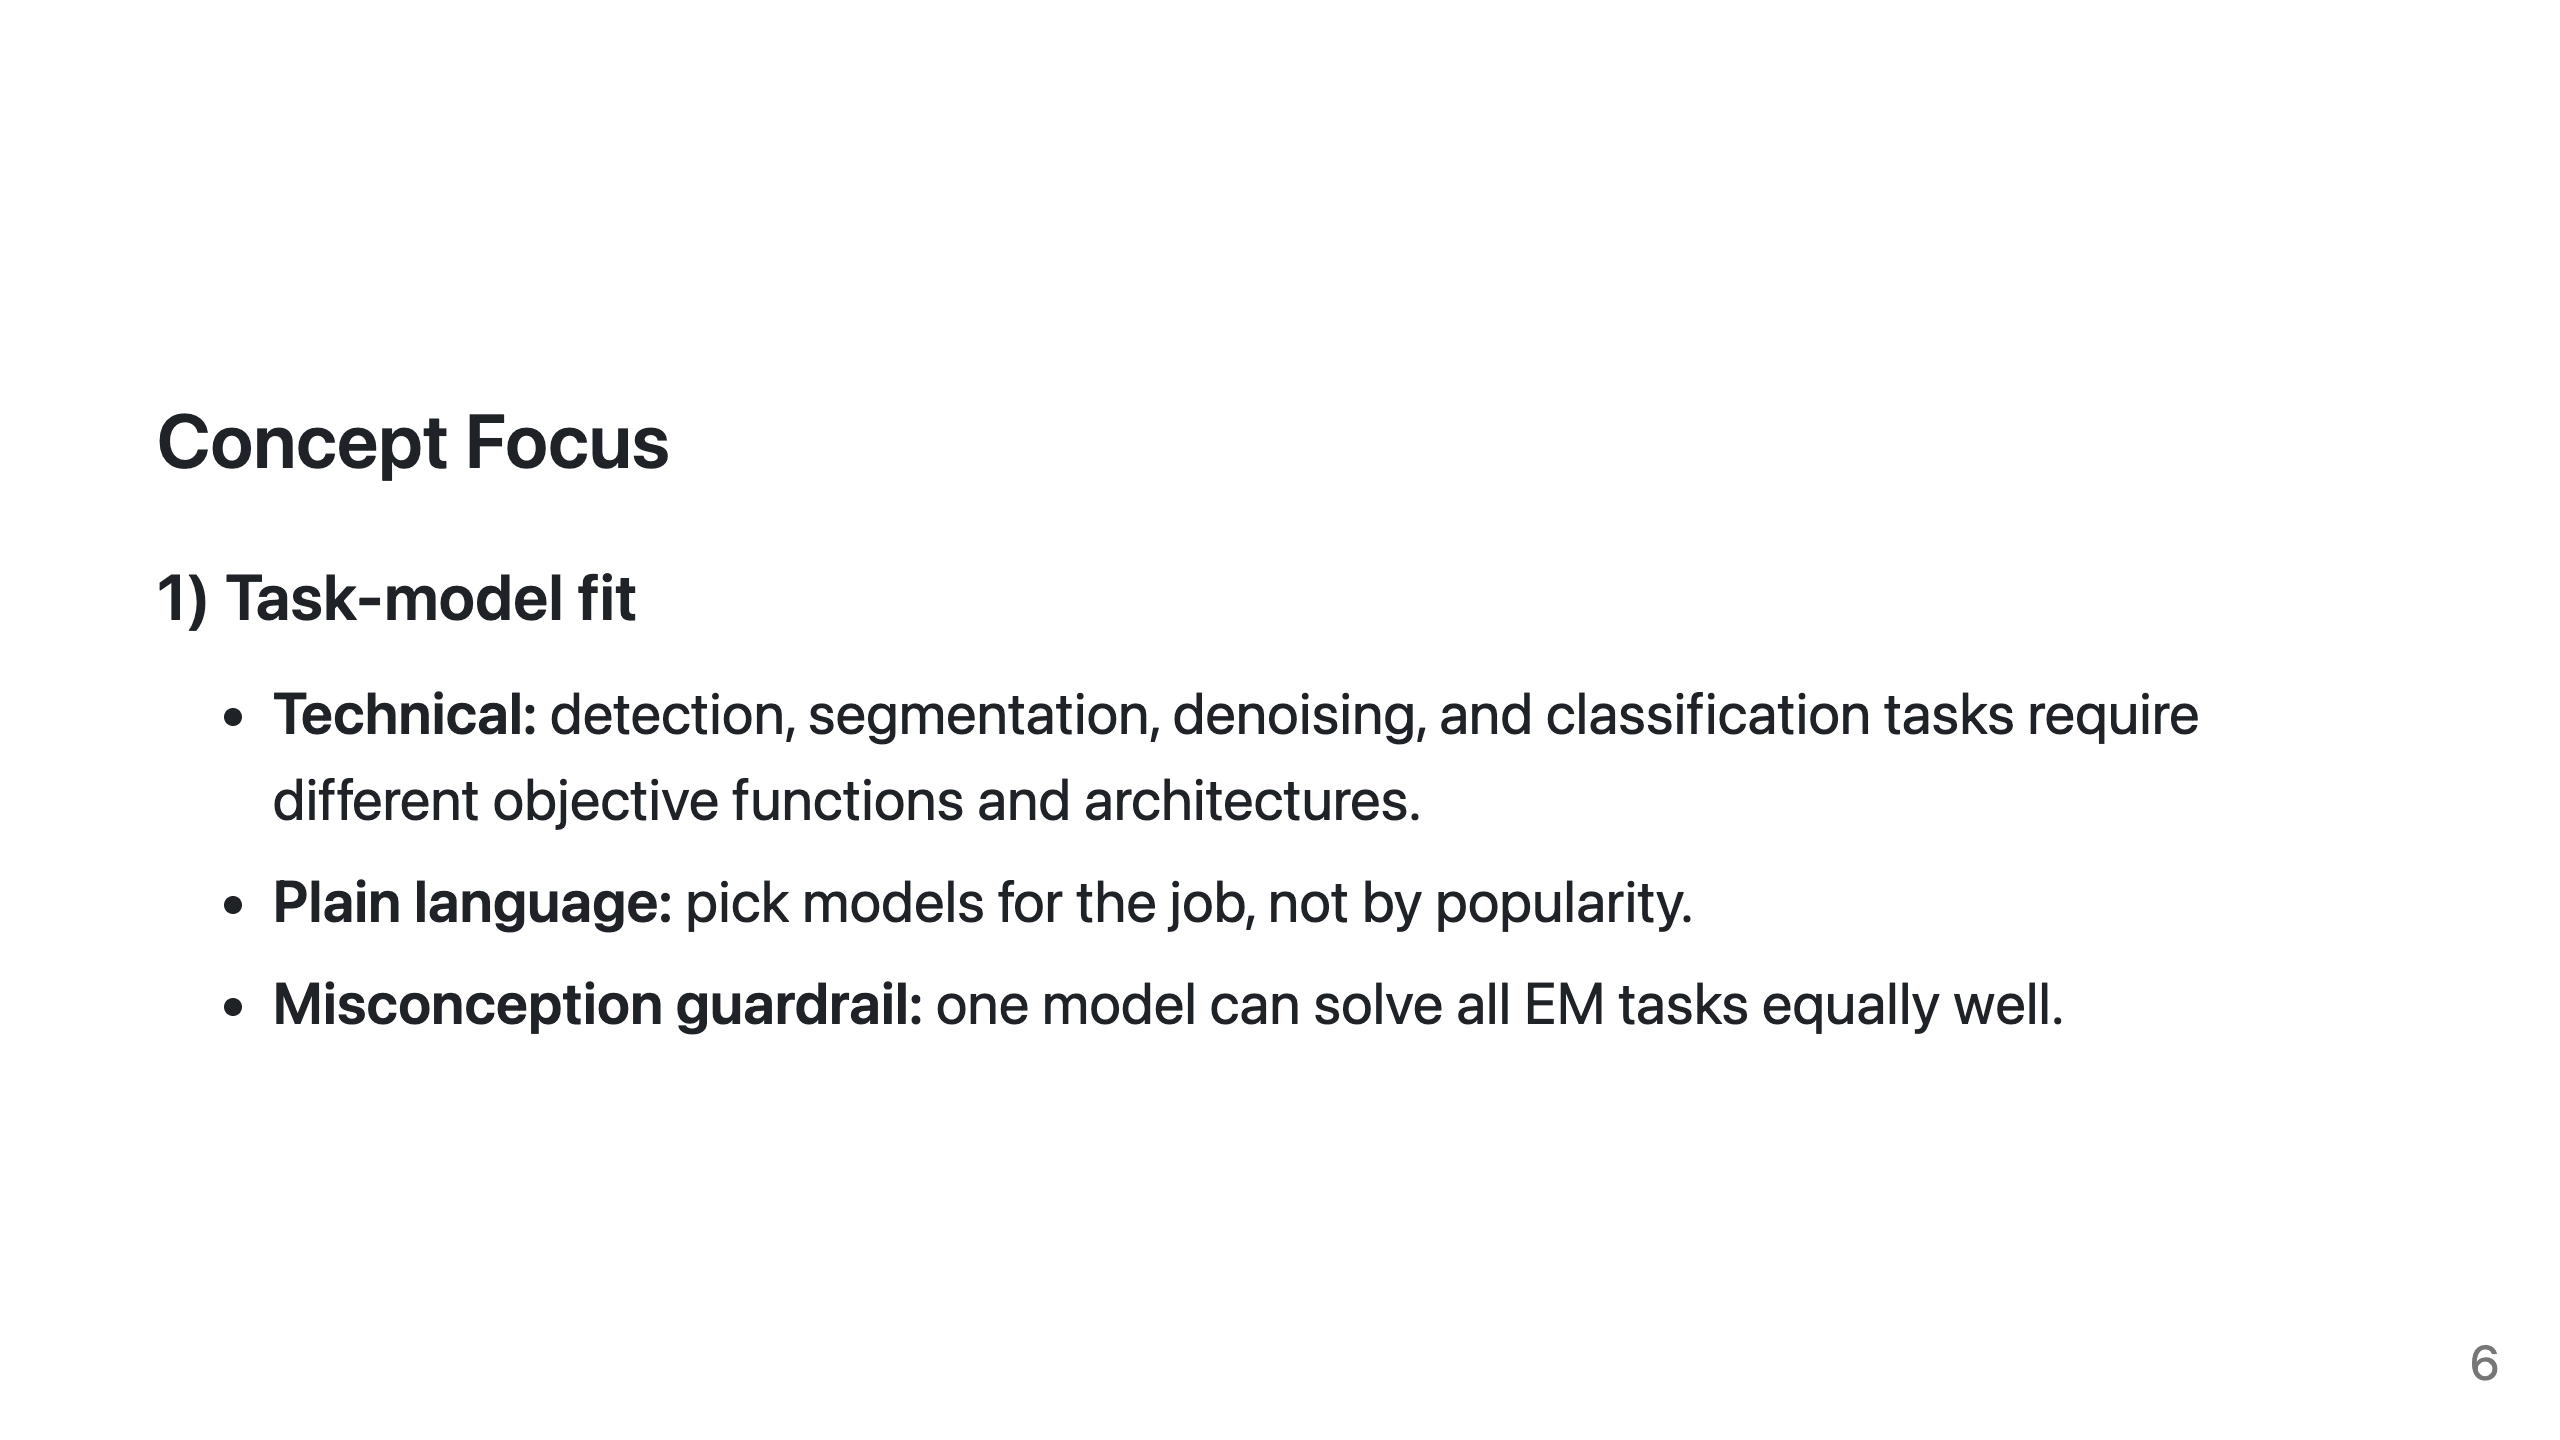 Concept Focus
1) Task-model fit
• Technical: detection, segmentation, denoising, and classification tasks require
different objective functions and architectures.
• Plain language: pick models for the job, not by popularity.
• Misconception guardrail: one model can solve all EM tasks equally well.
6